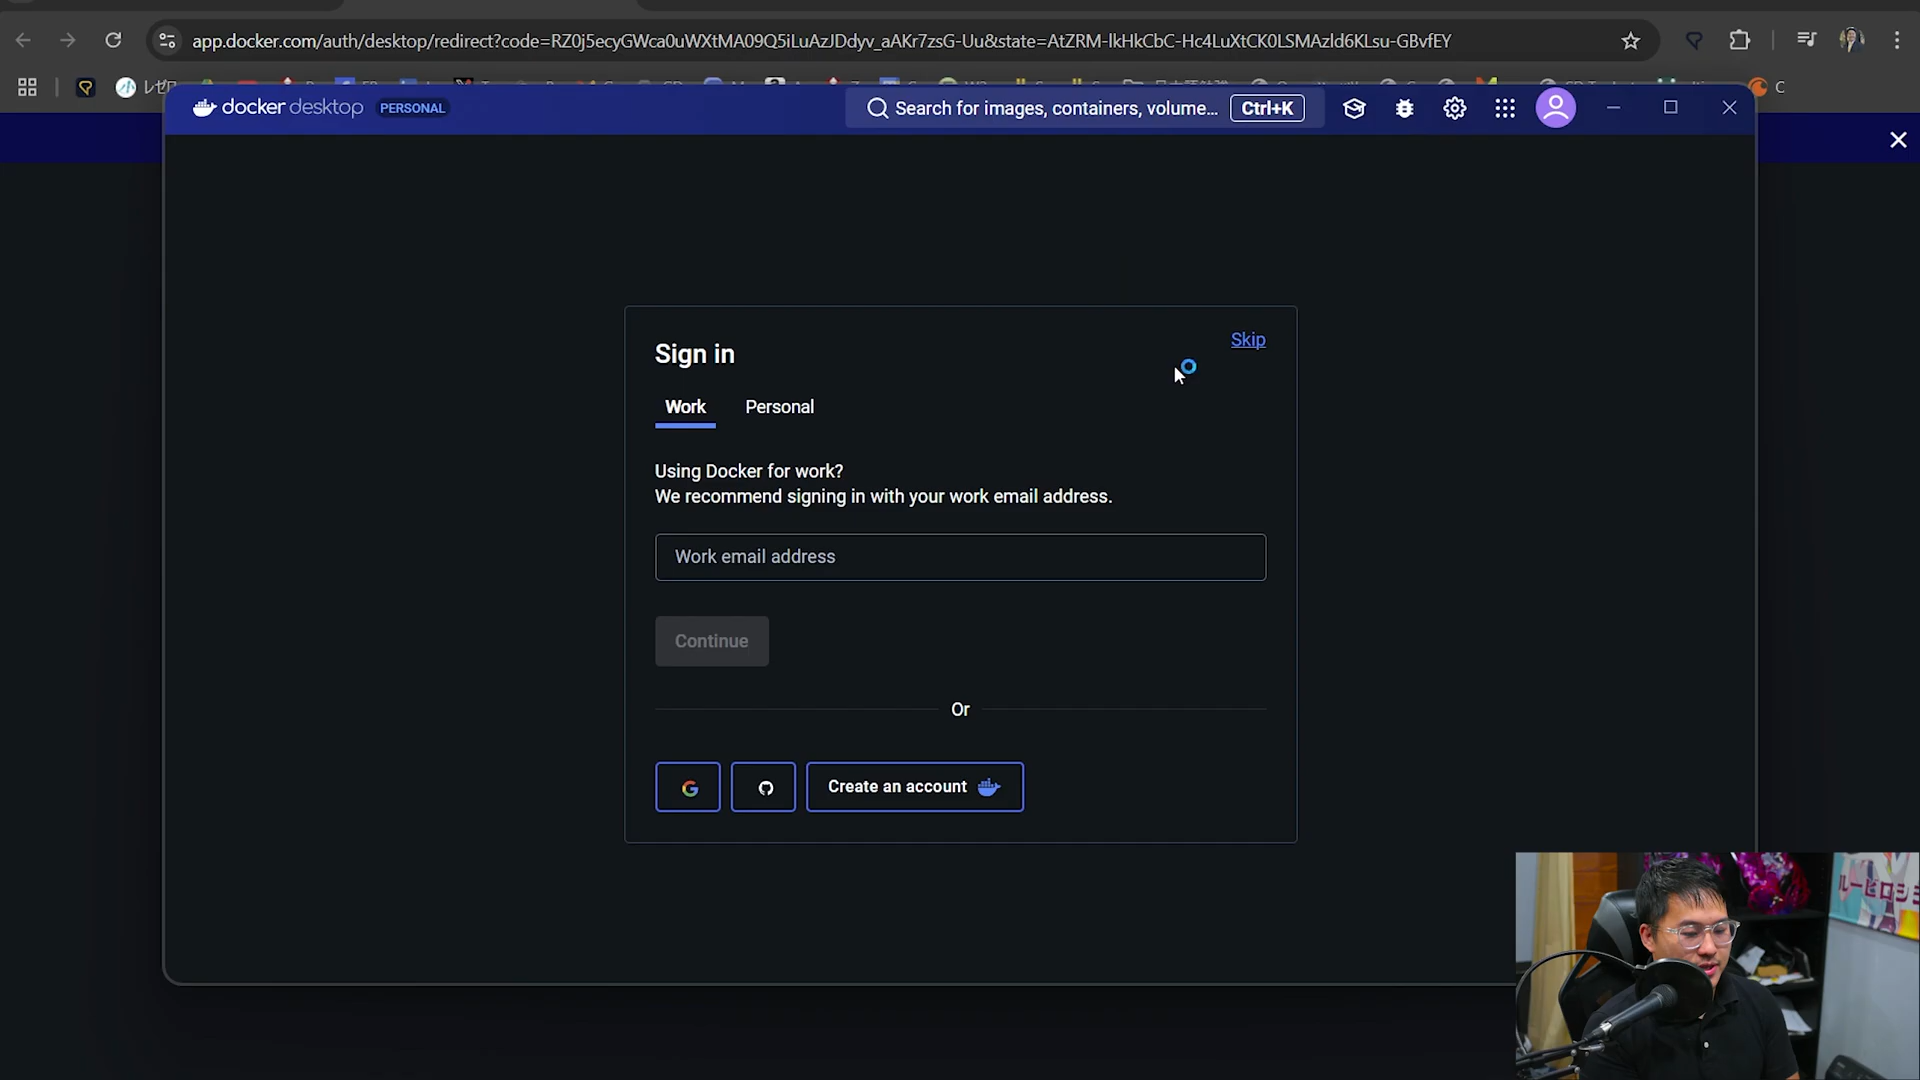 app.docker.com/auth/desktop/redirect?code=RZ0j5ecyGWca0uWXtMA09Q5iLuAzJDdyv_aAKr7zsG-Uu&state=AtZRM-lkHkCbC-Hc4LuXtCK0LSMAzld6KLsu-GBvfEY
docker desktop PERSONAL
Search for images, containers, volume... Ctrl+K
Sign in
Skip
Work Personal
Using Docker for work?
We recommend signing in with your work email address.
Work email address
Continue
Or
Create an account